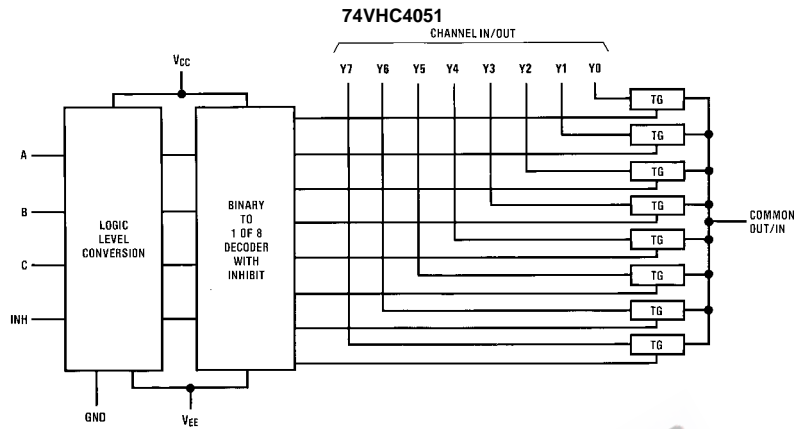 74VHC4051
CHANNEL IN/OUT
VCC
Y7 Y6 Y5 Y4 Y3 Y2 Y1 Y0
TG
TG
TG
TG
TG
TG
TG
TG
A
B
C
INH
LOGIC
LEVEL
CONVERSION
BINARY
TO
1 OF 8
DECODER
WITH
INHIBIT
COMMON
OUT/IN
GND
VEE